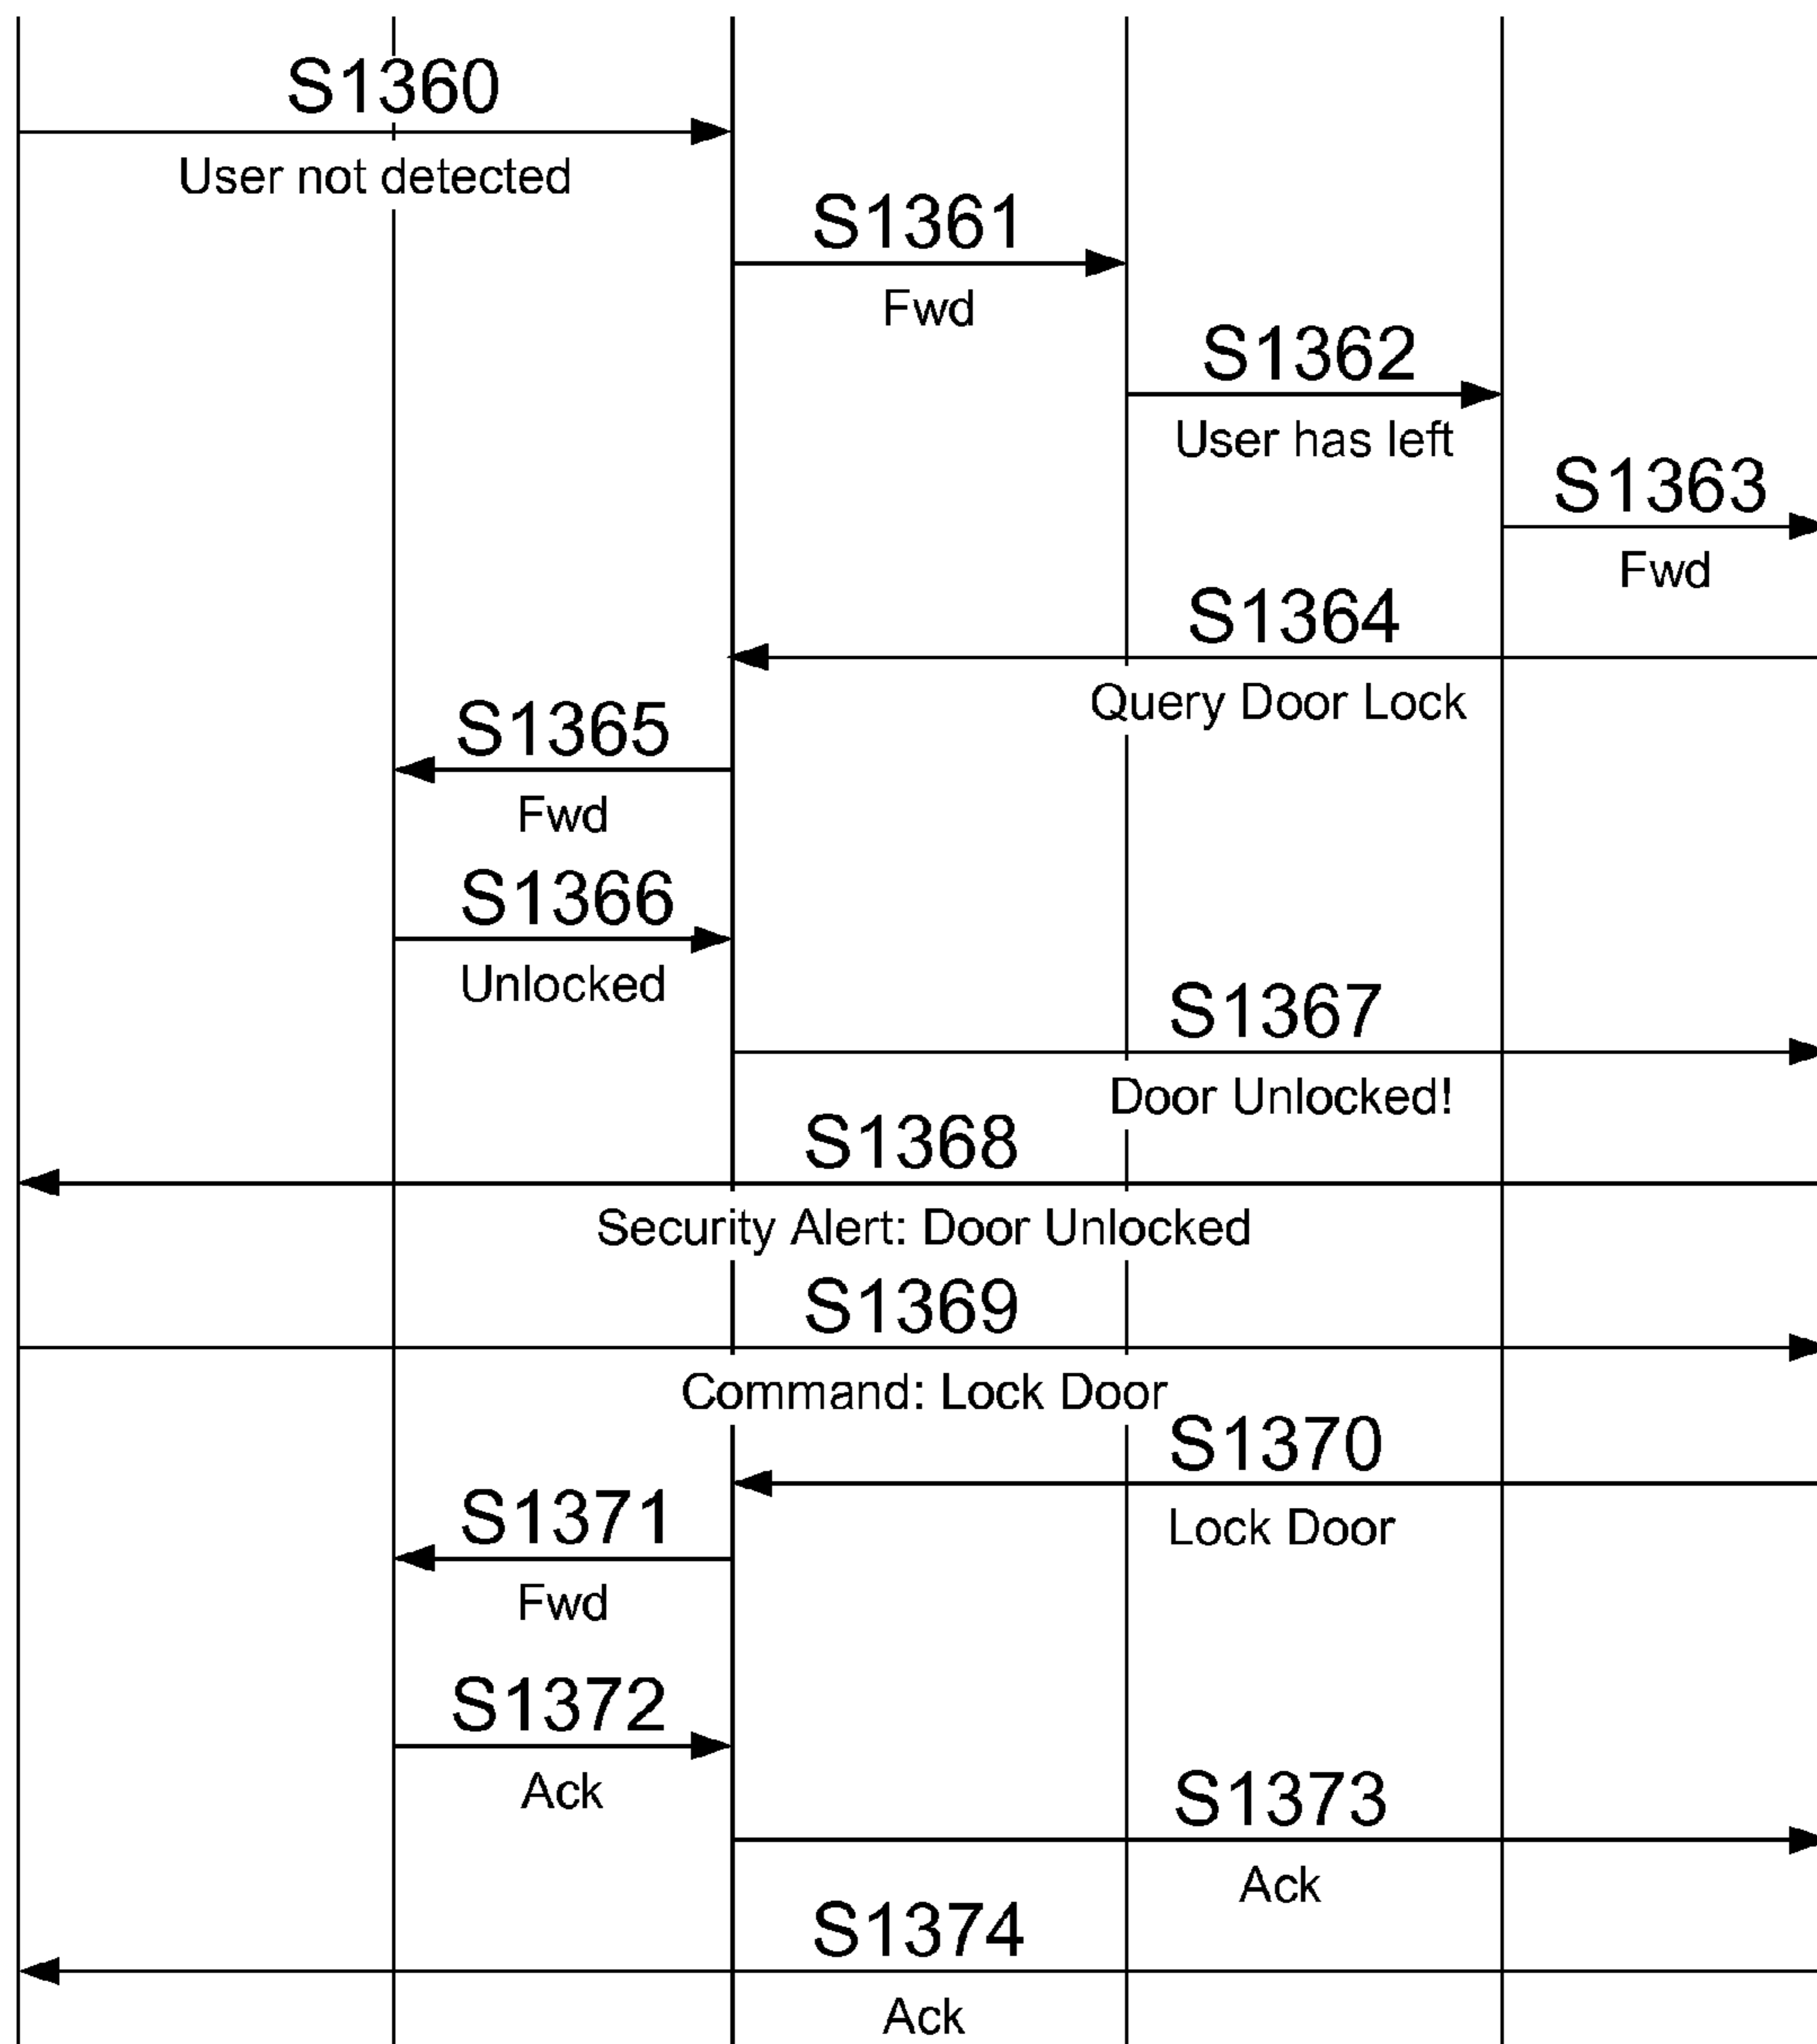 S1360
User not detected
S1361
Fwd
S1362
User has left
S1363
Fwd
S1364
Query Door Lock
S1365
Fwd
S1366
Unlocked
S1367
Door Unlocked!
S1368
Security Alert: Door Unlocked
S1369
Command: Lock Door
S1370
Lock Door
S1371
Fwd
S1372
Ack
S1373
Ack
S1374
Ack